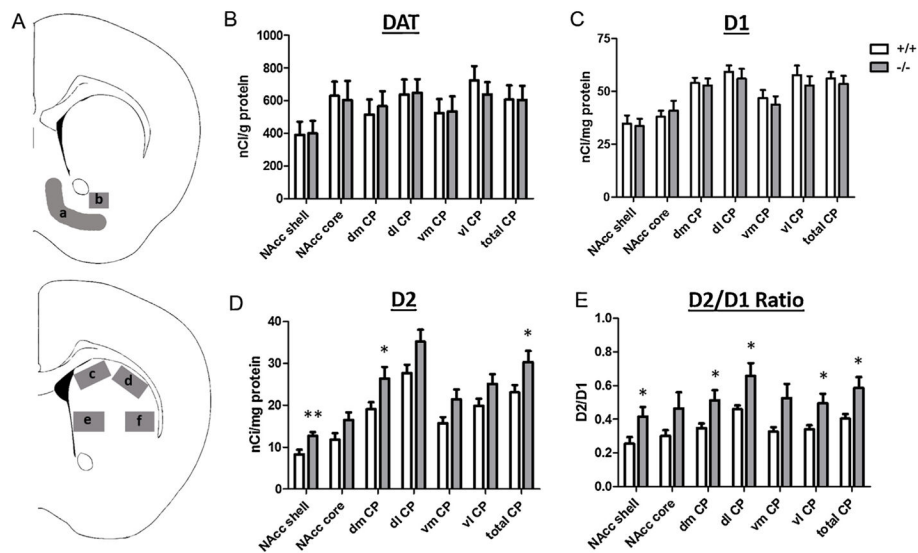 A
a
b
c
d
e
f
B
DAT
nCi/g protein
1000
800
600
400
200
0
NAcc shell
NAcc core
dm CP
dl CP
vm CP
vl CP
total CP
C
D1
nCi/mg protein
75
50
25
0
NAcc shell
NAcc core
dm CP
dl CP
vm CP
vl CP
total CP
+/+
-/-
D
D2
nCi/mg protein
40
30
20
10
0
**
*
*
NAcc shell
NAcc core
dm CP
dl CP
vm CP
vl CP
total CP
E
D2/D1 Ratio
D2/D1
1.0
0.8
0.6
0.4
0.2
0.0
*
*
*
*
*
NAcc shell
NAcc core
dm CP
dl CP
vm CP
vl CP
total CP